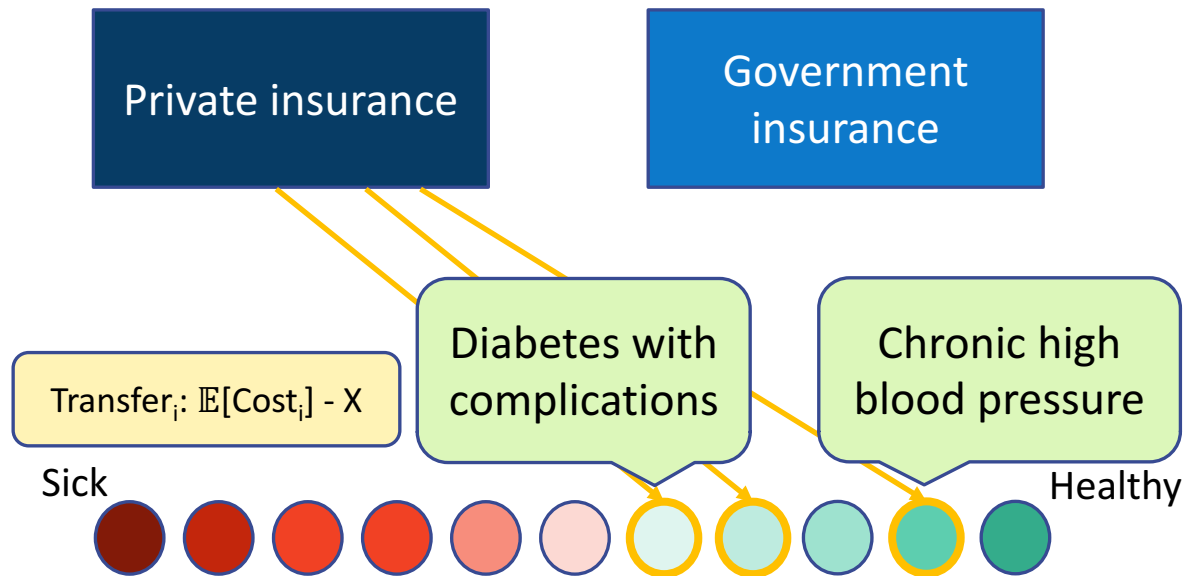 Private insurance
Government
insurance
Diabetes with
complications
Chronic high
blood pressure
Transferᵢ: 𝔼[Costᵢ] - X
Sick
Healthy